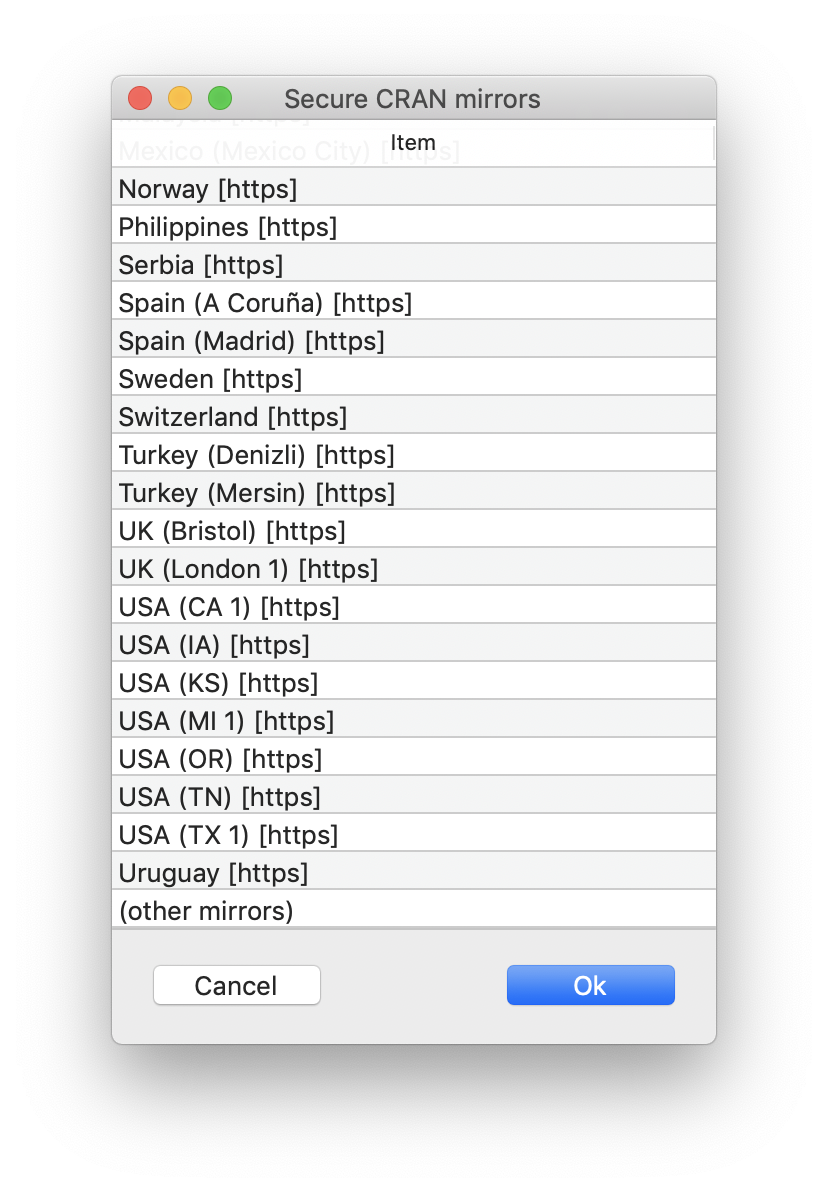 Secure CRAN mirrors
Item
Mexico (Mexico City) [https]
Norway [https]
Philippines [https]
Serbia [https]
Spain (A Coruña) [https]
Spain (Madrid) [https]
Sweden [https]
Switzerland [https]
Turkey (Denizli) [https]
Turkey (Mersin) [https]
UK (Bristol) [https]
UK (London 1) [https]
USA (CA 1) [https]
USA (IA) [https]
USA (KS) [https]
USA (MI 1) [https]
USA (OR) [https]
USA (TN) [https]
USA (TX 1) [https]
Uruguay [https]
(other mirrors)
Cancel
Ok